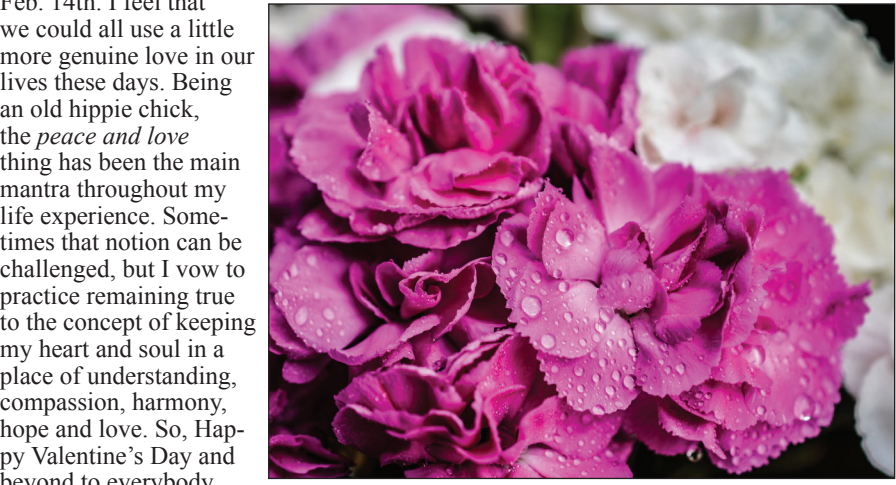 Feb. 14th. I feel that
we could all use a little
more genuine love in our
lives these days. Being
an old hippie chick,
the peace and love
thing has been the main
mantra throughout my
life experience. Some-
times that notion can be
challenged, but I vow to
practice remaining true
to the concept of keeping
my heart and soul in a
place of understanding,
compassion, harmony,
hope and love. So, Hap-
py Valentine’s Day and
beyond to everybody